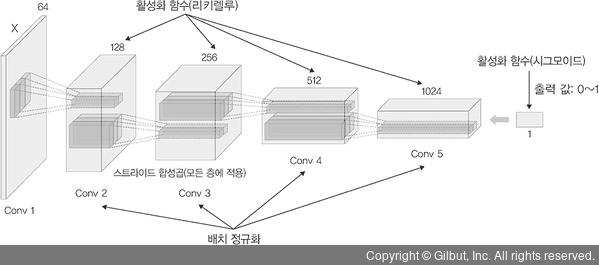 활성화 함수(리키렐루)
64
X
128
256
512
1024
활성화 함수(시그모이드)
출력 값: 0~1
1
스트라이드 합성곱(모든 층에 적용)
Conv 1
Conv 2
Conv 3
Conv 4
Conv 5
배치 정규화
Copyright © Gilbut, Inc. All rights reserved.